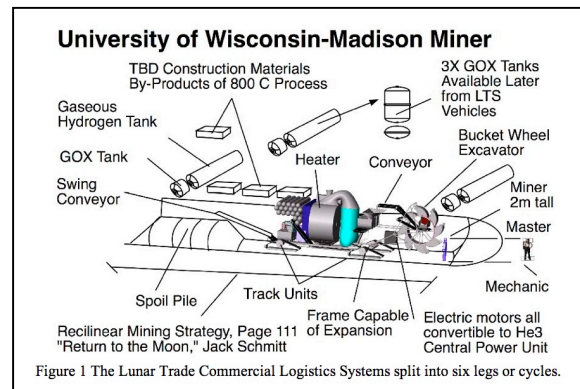 University of Wisconsin-Madison Miner
TBD Construction Materials
By-Products of 800 C Process
3X GOX Tanks
Available Later
from LTS
Vehicles
Gaseous
Hydrogen Tank
Bucket Wheel
Excavator
GOX Tank
Heater
Conveyor
Swing
Conveyor
Miner
2m tall
Master
Mechanic
Spoil Pile
Track Units
Frame Capable
of Expansion
Electric motors all
convertible to He3
Central Power Unit
Recilinear Mining Strategy, Page 111
"Return to the Moon," Jack Schmitt
Figure 1 The Lunar Trade Commercial Logistics Systems split into six legs or cycles.